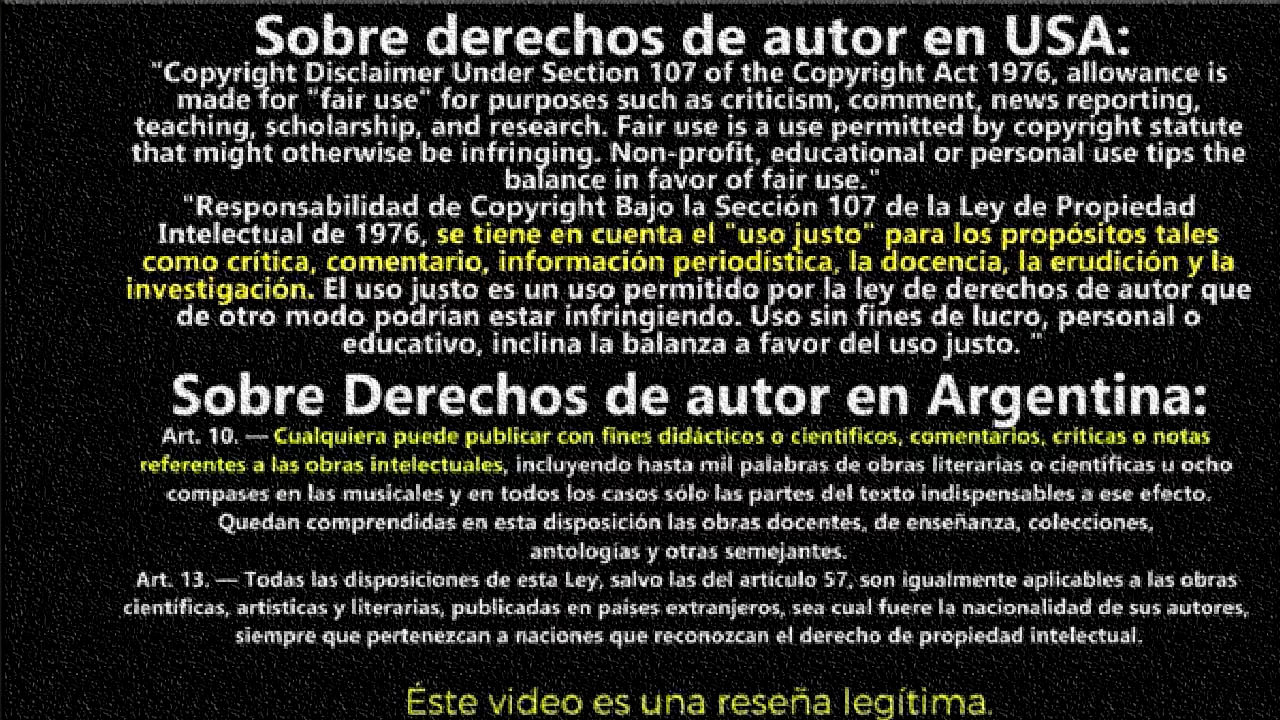 Sobre derechos de autor en USA:
"Copyright Disclaimer Under Section 107 of the Copyright Act 1976, allowance is
made for "fair use" for purposes such as criticism, comment, news reporting,
teaching, scholarship, and research. Fair use is a use permitted by copyright statute
that might otherwise be infringing. Non-profit, educational or personal use tips the
balance in favor of fair use."
"Responsabilidad de Copyright Bajo la Sección 107 de la Ley de Propiedad
Intelectual de 1976, se tiene en cuenta el "uso justo" para los propósitos tales
como crítica, comentario, información periodística, la docencia, la erudición y la
investigación. El uso justo es un uso permitido por la ley de derechos de autor que
de otro modo podrían estar infringiendo. Uso sin fines de lucro, personal o
educativo, inclina la balanza a favor del uso justo. "
Sobre Derechos de autor en Argentina:
Art. 10. — Cualquiera puede publicar con fines didácticos o científicos, comentarios, críticas o notas
referentes a las obras intelectuales, incluyendo hasta mil palabras de obras literarias o científicas u ocho
compases en las musicales y en todos los casos sólo las partes del texto indispensables a ese efecto.
Quedan comprendidas en esta disposición las obras docentes, de enseñanza, colecciones,
antologías y otras semejantes.
Art. 13. — Todas las disposiciones de esta Ley, salvo las del artículo 57, son igualmente aplicables a las obras
científicas, artísticas y literarias, publicadas en países extranjeros, sea cual fuere la nacionalidad de sus autores,
siempre que pertenezcan a naciones que reconozcan el derecho de propiedad intelectual.
Éste video es una reseña legítima.